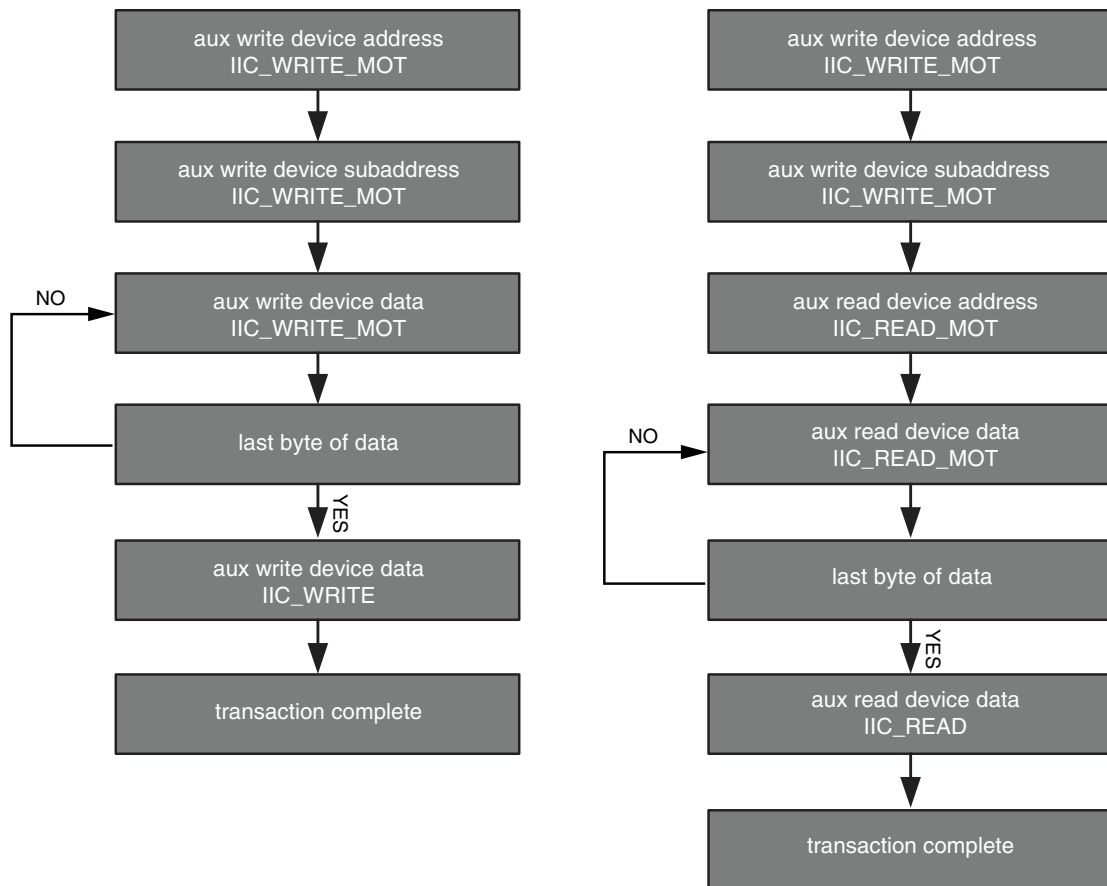 aux write device address
IIC_WRITE_MOT
aux write device subaddress
IIC_WRITE_MOT
NO
aux write device data
IIC_WRITE_MOT
last byte of data
YES
aux write device data
IIC_WRITE
transaction complete
aux write device address
IIC_WRITE_MOT
aux write device subaddress
IIC_WRITE_MOT
aux read device address
IIC_READ_MOT
NO
aux read device data
IIC_READ_MOT
last byte of data
YES
aux read device data
IIC_READ
transaction complete